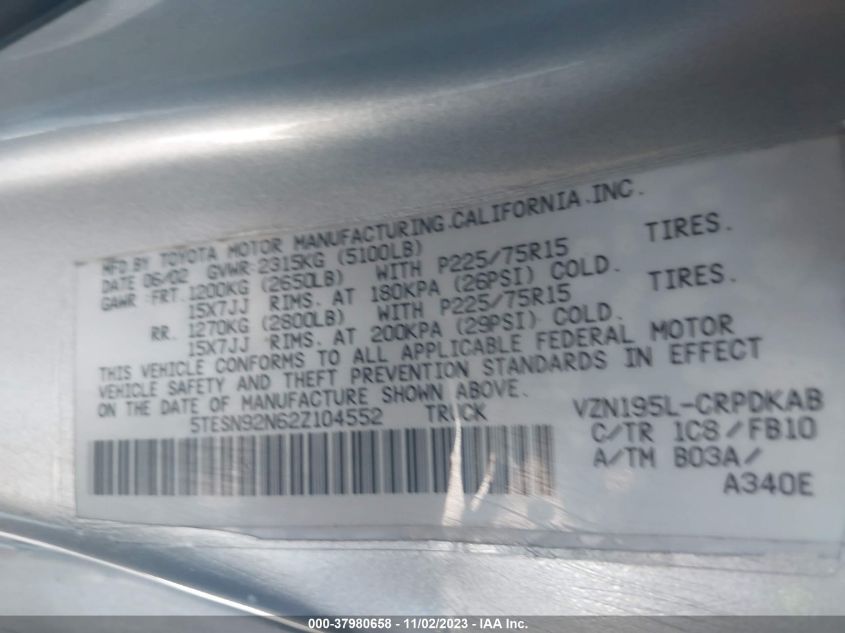 MFD.BY TOYOTA MOTOR MANUFACTURING.CALIFORNIA.INC.
DATE 06/02 GVWR 2315KG (5100LB)
GAWR FRT. 1200KG (2650LB) WITH P225/75R15 TIRES.
15X7JJ RIMS. AT 180KPA (26PSI) COLD.
RR. 1270KG (2800LB) WITH P225/75R15 TIRES.
15X7JJ RIMS. AT 200KPA (29PSI) COLD.
THIS VEHICLE CONFORMS TO ALL APPLICABLE FEDERAL MOTOR
VEHICLE SAFETY AND THEFT PREVENTION STANDARDS IN EFFECT
ON THE DATE OF MANUFACTURE SHOWN ABOVE.
5TESN92N62Z104552 TRUCK VZN195L-CRPDKAB
C/TR 1C8/FB10
A/TM B03A/
A340E
000-37980658 - 11/02/2023 - IAA Inc.